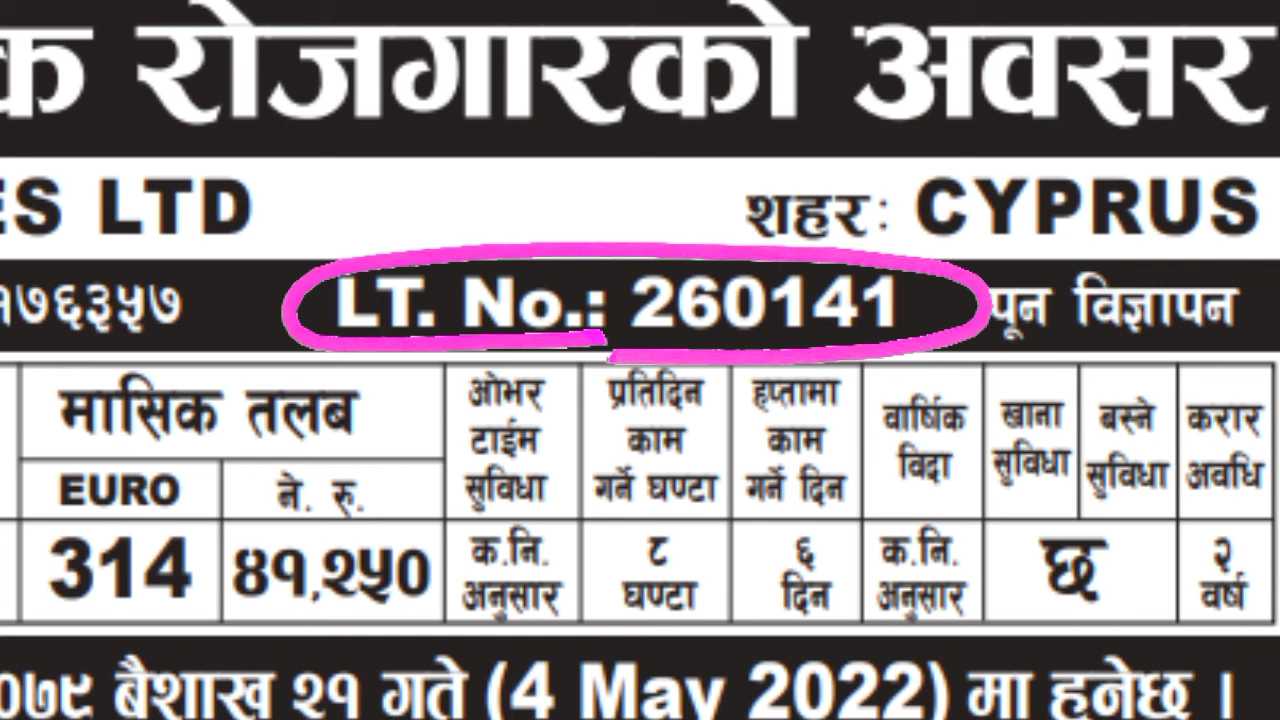 क रोजगारको अवसर
ES LTD शहर: CYPRUS
१७६३५७ LT. No.: 260141 पून विज्ञापन
मासिक तलब
EURO ने. रु.
ओभर टाईम सुविधा
प्रतिदिन काम गर्ने घण्टा
हप्तामा काम गर्ने दिन
वार्षिक विदा
खाना सुविधा
बस्ने सुविधा
करार अवधि
314 ४१,२५० क.नि. अनुसार ८ घण्टा ६ दिन क.नि. अनुसार छ २ वर्ष
०७९ बैशाख २१ गते (4 May 2022) मा हुनेछ ।